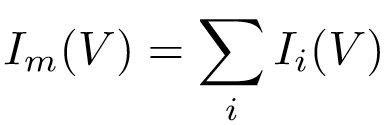 I_m(V) = \sum_i I_i(V)